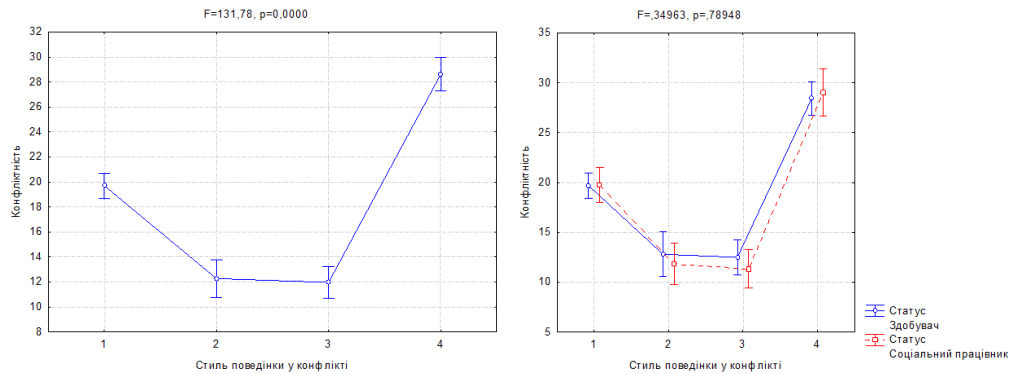 F=131,78, p=0,0000
32
30
28
26
24
22
20
18
16
14
12
10
8
Конфліктність
1 2 3 4
Стиль поведінки у конфлікті
F=,34963, p=,78948
35
30
25
20
15
10
5
Конфліктність
1 2 3 4
Стиль поведінки у конфлікті
Статус
Здобувач
Статус
Соціальний працівник